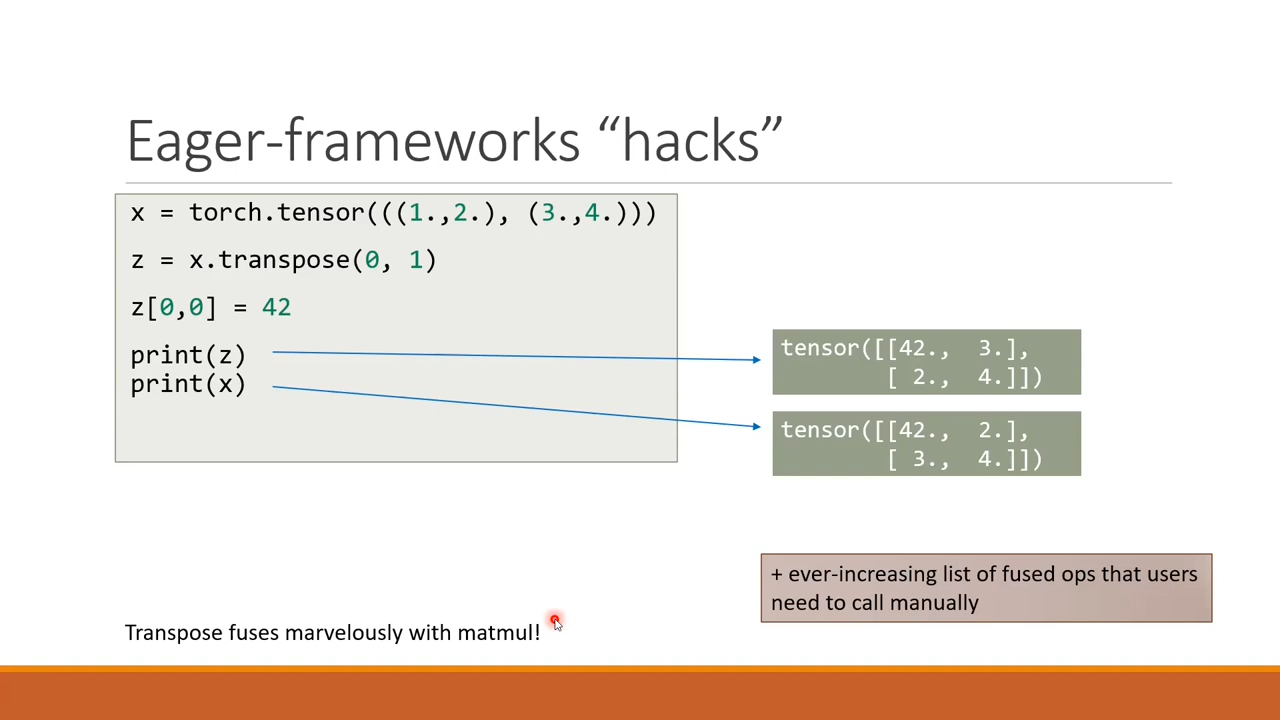 Eager-frameworks “hacks”
x = torch.tensor(((1.,2.), (3.,4.)))
z = x.transpose(0, 1)
z[0,0] = 42
print(z)
print(x)
tensor([[42., 3.],
[ 2., 4.]])
tensor([[42., 2.],
[ 3., 4.]])
+ ever-increasing list of fused ops that users
need to call manually
Transpose fuses marvelously with matmul!